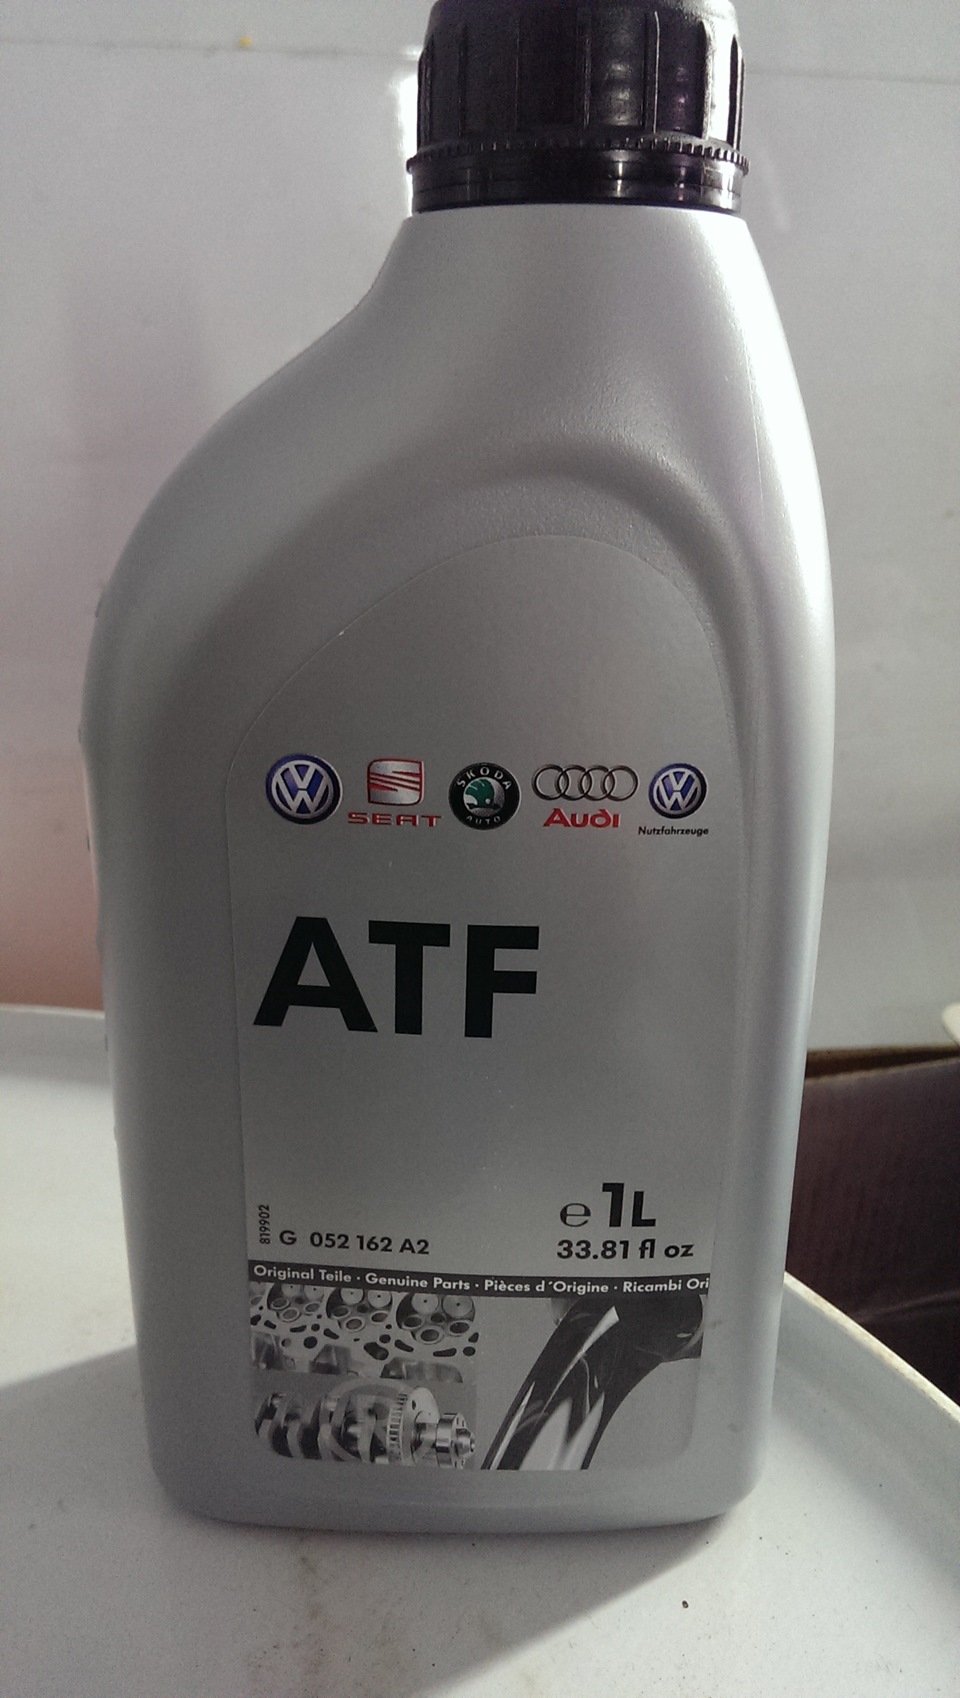 SEAT
ŠKODA
AUTO
Audi
Nutzfahrzeuge
ATF
819902
e 1L
G 052 162 A2
33.81 fl oz
Original Teile · Genuine Parts · Pièces d´Origine · Ricambi Ori